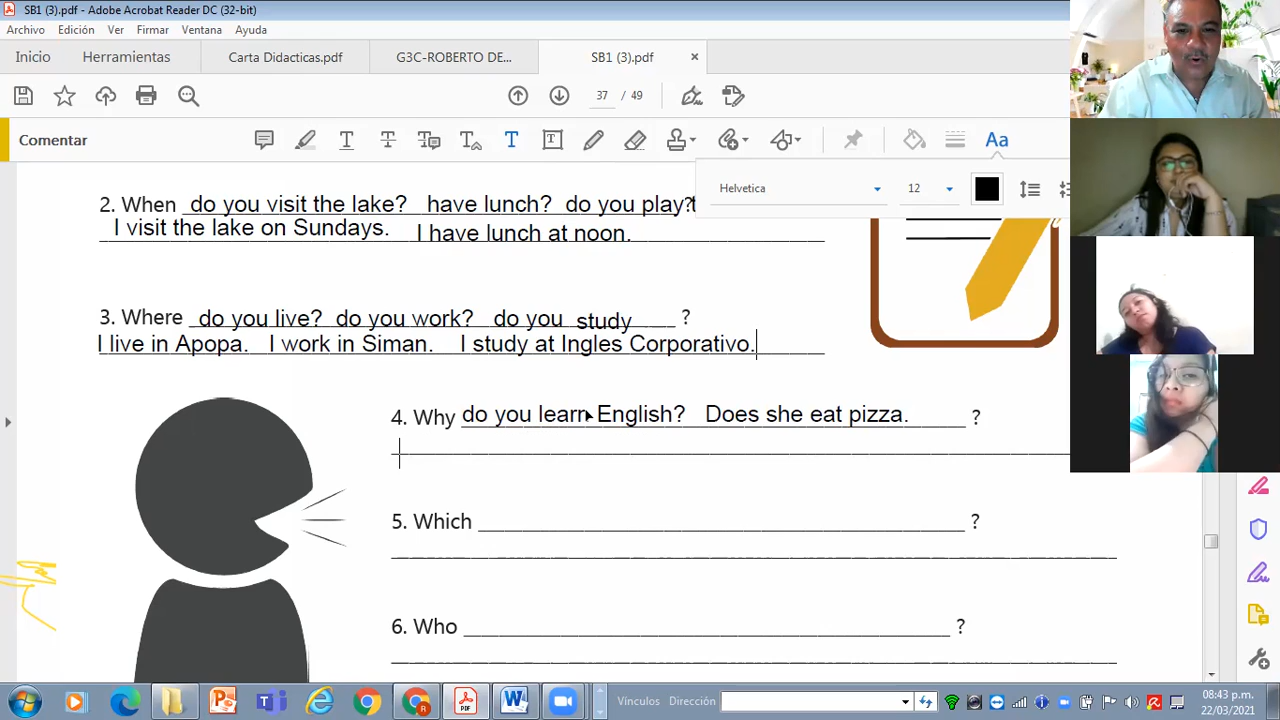 SB1 (3).pdf - Adobe Acrobat Reader DC (32-bit)
Archivo Edición Ver Firmar Ventana Ayuda
Inicio Herramientas Carta Didacticas.pdf G3C-ROBERTO DE... SB1 (3).pdf ×
37 / 49
Comentar
Aa
Helvetica 12
2. When do you visit the lake? have lunch? do you play t
?
I visit the lake on Sundays. I have lunch at noon.
3. Where do you live? do you work? do you study ?
I live in Apopa. I work in Siman. I study at Ingles Corporativo.
4. Why do you learn English? Does she eat pizza. ?
5. Which ?
6. Who ?
Vínculos Dirección
08:43 p.m.
22/03/2021